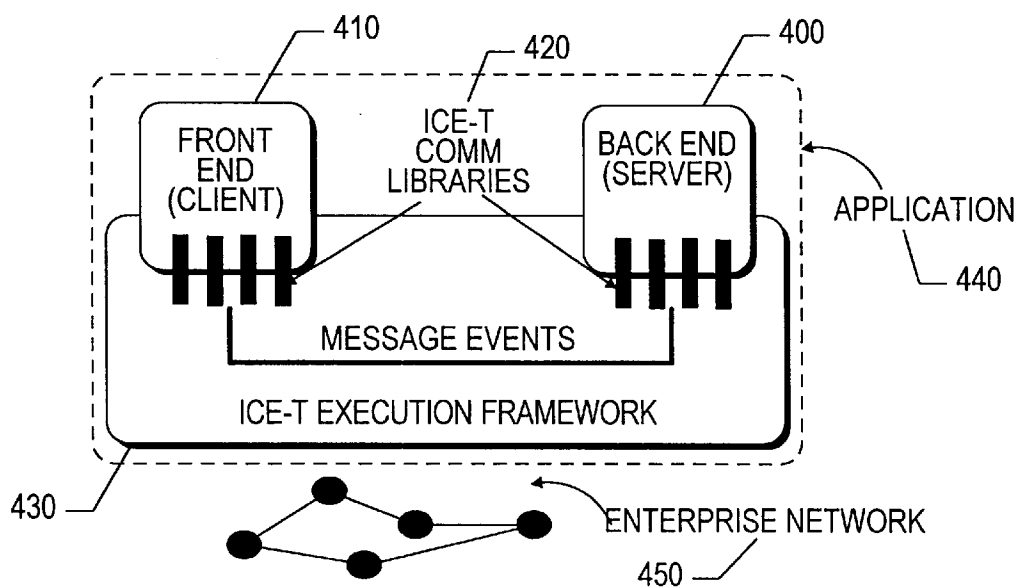 410
420
400
FRONT
END
(CLIENT)
ICE-T
COMM
LIBRARIES
BACK END
(SERVER)
APPLICATION
440
MESSAGE EVENTS
ICE-T EXECUTION FRAMEWORK
430
ENTERPRISE NETWORK
450